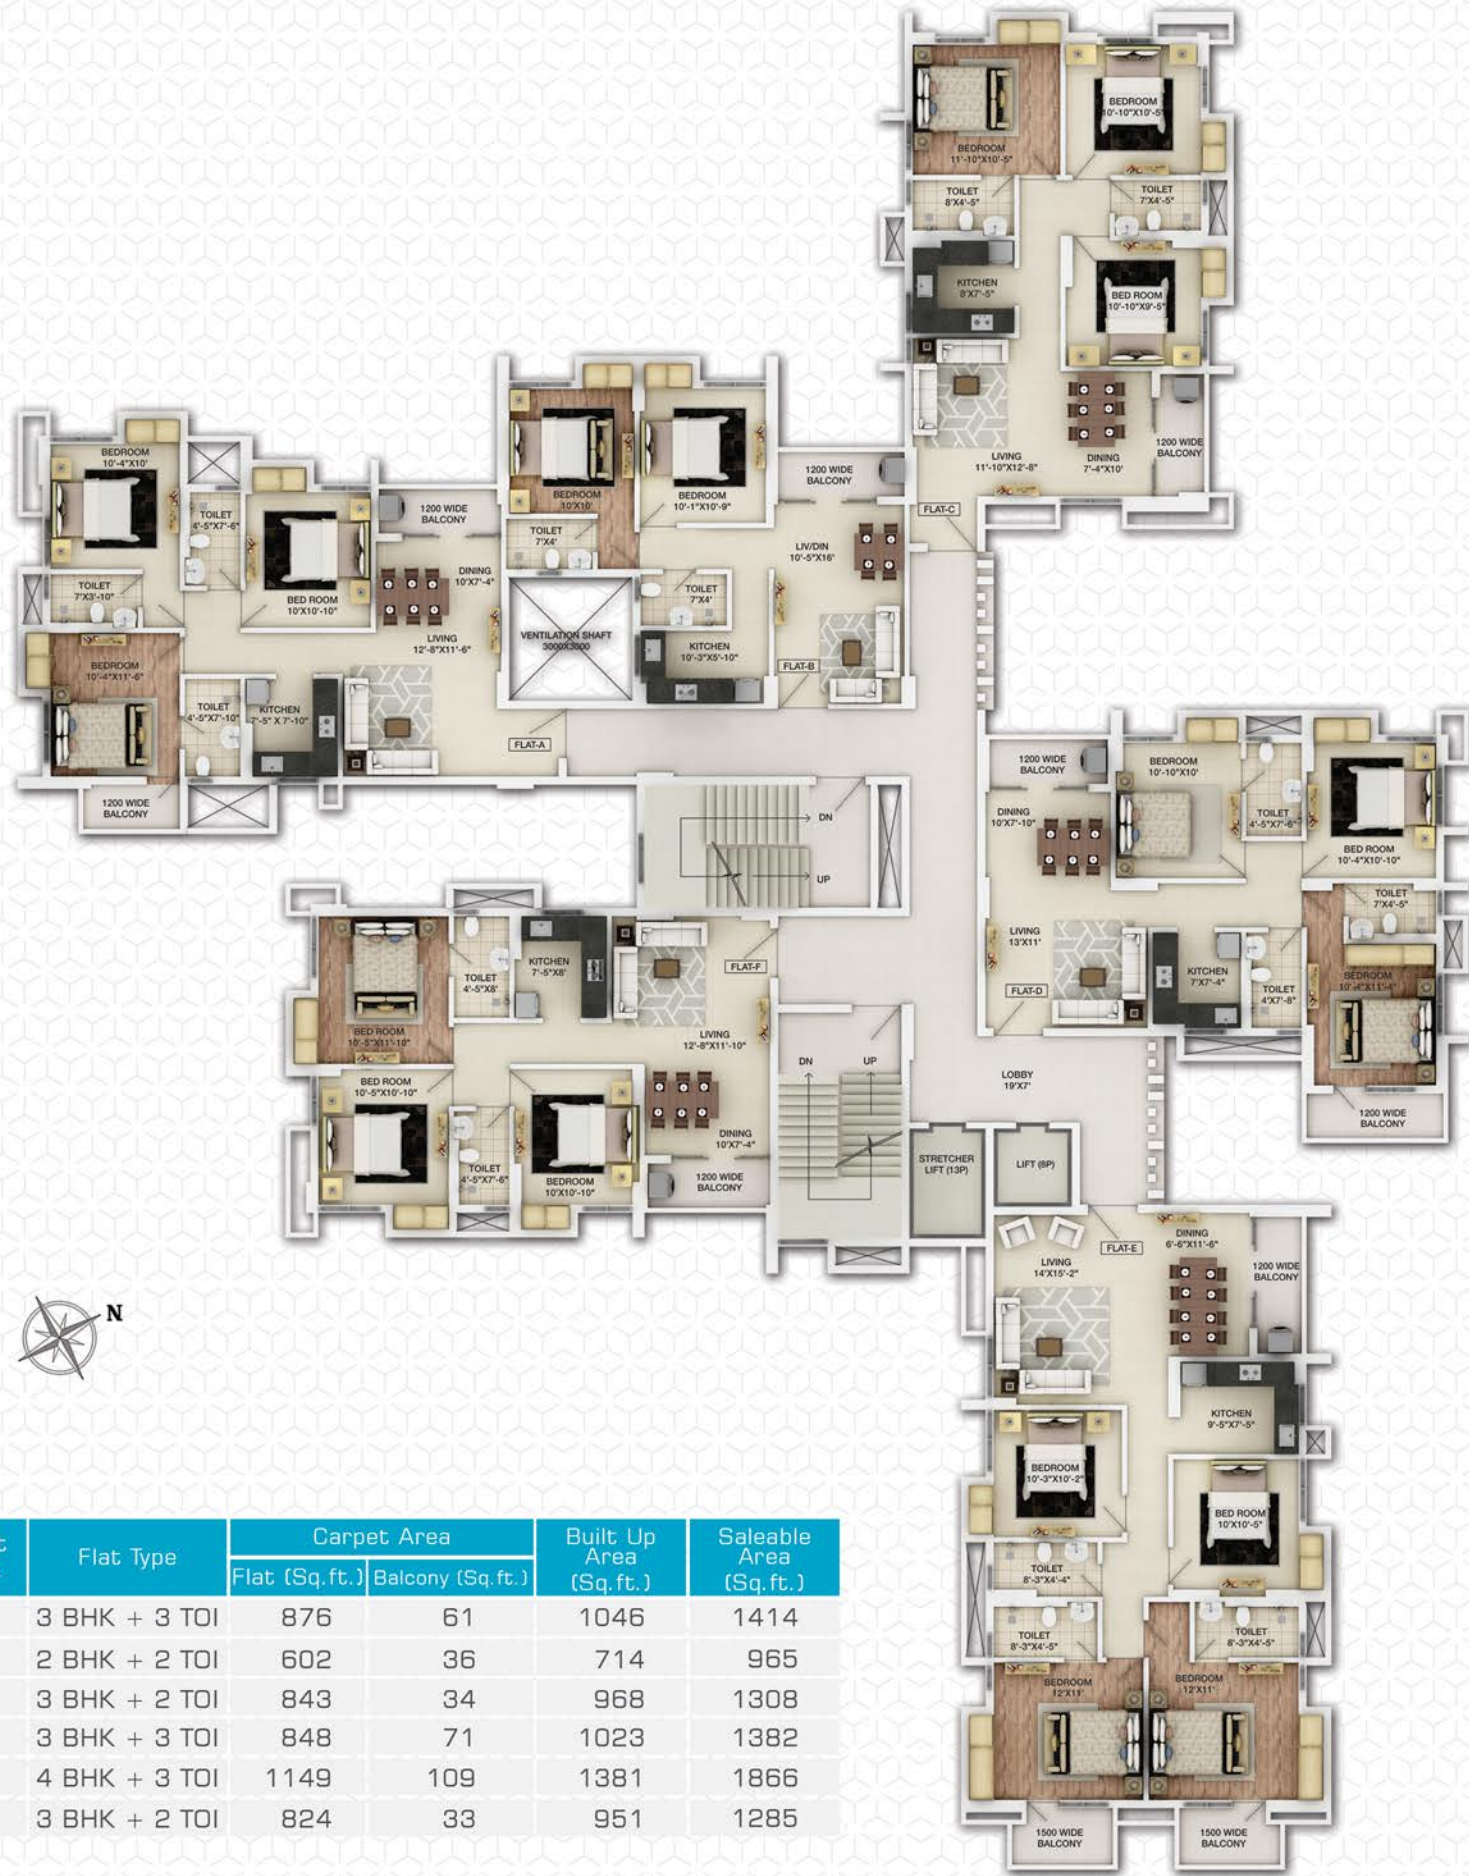 BEDROOM
11'-10"X10'-5"
BEDROOM
10'-10"X10'-5"
TOILET
8'X4'-5"
TOILET
7'X4'-5"
KITCHEN
8'X7'-5"
BED ROOM
10'-10"X9'-5"
LIVING
11'-10"X12'-8"
DINING
7'-4"X10'
1200 WIDE
BALCONY
FLAT-C
BEDROOM
10'X10'
BEDROOM
10'-1"X10'-9"
1200 WIDE
BALCONY
TOILET
7'X4'
LIV/DIN
10'-5"X16'
TOILET
7'X4'
KITCHEN
10'-3"X5'-10"
FLAT-B
VENTILATION SHAFT
3000X3000
BEDROOM
10'-4"X10'
TOILET
4'-5"X7'-6"
1200 WIDE
BALCONY
DINING
10'X7'-4"
TOILET
7'X3'-10"
BED ROOM
10'X10'-10"
LIVING
12'-8"X11'-6"
BEDROOM
10'-4"X11'-6"
TOILET
4'-5"X7'-10"
KITCHEN
7'-5" X 7'-10"
FLAT-A
1200 WIDE
BALCONY
DN
UP
1200 WIDE
BALCONY
BEDROOM
10'-10"X10'
DINING
10'X7'-10"
TOILET
4'-5"X7'-6"
BED ROOM
10'-4"X10'-10"
TOILET
7'X4'-5"
LIVING
13'X11'
KITCHEN
7'X7'-4"
TOILET
4'X7'-8"
BEDROOM
10'-4"X11'-4"
FLAT-D
1200 WIDE
BALCONY
FLAT-F
TOILET
4'-5"X8'
KITCHEN
7'-5"X8'
BED ROOM
10'-5"X11'-10"
LIVING
12'-8"X11'-10"
BED ROOM
10'-5"X10'-10"
DINING
10'X7'-4"
TOILET
4'-5"X7'-6"
BEDROOM
10'X10'-10"
1200 WIDE
BALCONY
DN
UP
LOBBY
19'X7'
STRETCHER
LIFT (13P)
LIFT (8P)
FLAT-E
LIVING
14'X15'-2"
DINING
6'-6"X11'-6"
1200 WIDE
BALCONY
KITCHEN
9'-5"X7'-5"
BEDROOM
10'-3"X10'-2"
BED ROOM
10'X10'-5"
TOILET
8'-3"X4'-4"
TOILET
8'-3"X4'-5"
TOILET
8'-3"X4'-5"
BEDROOM
12'X11'
BEDROOM
12'X11'
1500 WIDE
BALCONY
1500 WIDE
BALCONY
N
Flat Type Carpet Area Built Up Area (Sq.ft.) Saleable Area (Sq.ft.)
Flat (Sq.ft.) Balcony (Sq.ft.)
3 BHK + 3 TOI 876 61 1046 1414
2 BHK + 2 TOI 602 36 714 965
3 BHK + 2 TOI 843 34 968 1308
3 BHK + 3 TOI 848 71 1023 1382
4 BHK + 3 TOI 1149 109 1381 1866
3 BHK + 2 TOI 824 33 951 1285